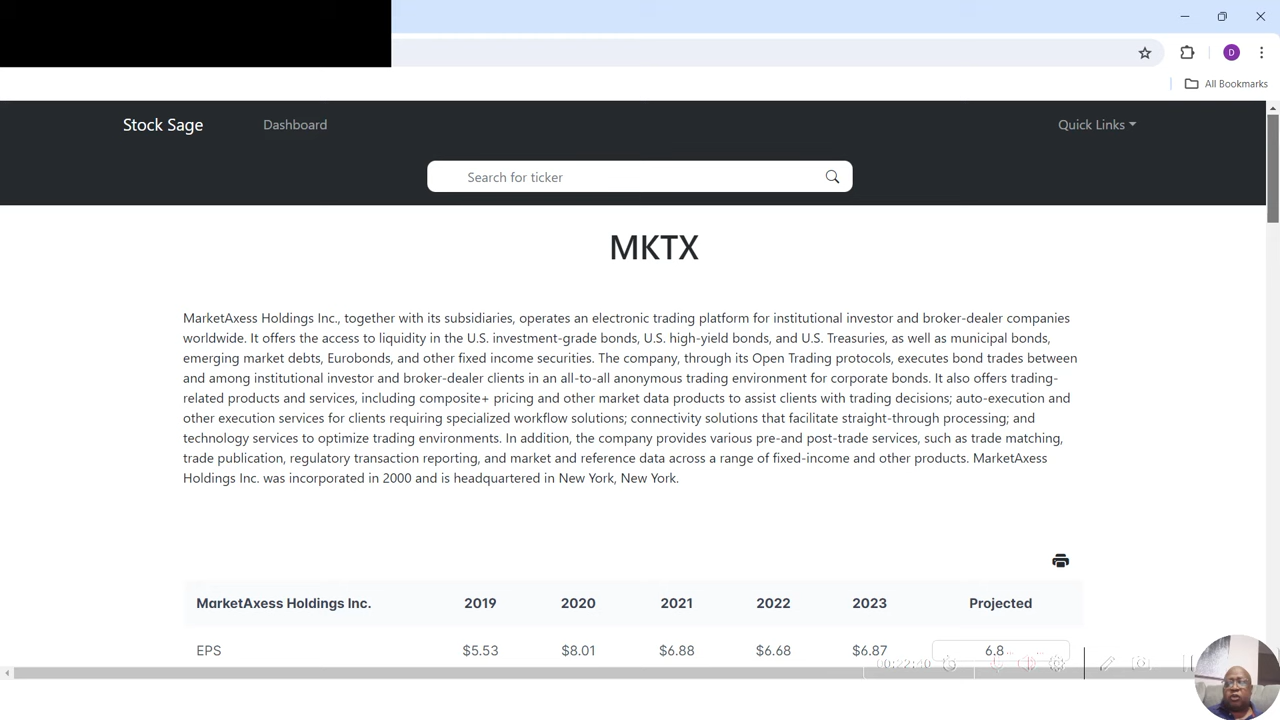 D
All Bookmarks
Stock Sage Dashboard Quick Links
Search for ticker
MKTX
MarketAxess Holdings Inc., together with its subsidiaries, operates an electronic trading platform for institutional investor and broker-dealer companies
worldwide. It offers the access to liquidity in the U.S. investment-grade bonds, U.S. high-yield bonds, and U.S. Treasuries, as well as municipal bonds,
emerging market debts, Eurobonds, and other fixed income securities. The company, through its Open Trading protocols, executes bond trades between
and among institutional investor and broker-dealer clients in an all-to-all anonymous trading environment for corporate bonds. It also offers trading-
related products and services, including composite+ pricing and other market data products to assist clients with trading decisions; auto-execution and
other execution services for clients requiring specialized workflow solutions; connectivity solutions that facilitate straight-through processing; and
technology services to optimize trading environments. In addition, the company provides various pre-and post-trade services, such as trade matching,
trade publication, regulatory transaction reporting, and market and reference data across a range of fixed-income and other products. MarketAxess
Holdings Inc. was incorporated in 2000 and is headquartered in New York, New York.
MarketAxess Holdings Inc. 2019 2020 2021 2022 2023 Projected
EPS $5.53 $8.01 $6.88 $6.68 $6.87 6.8
00:22:40